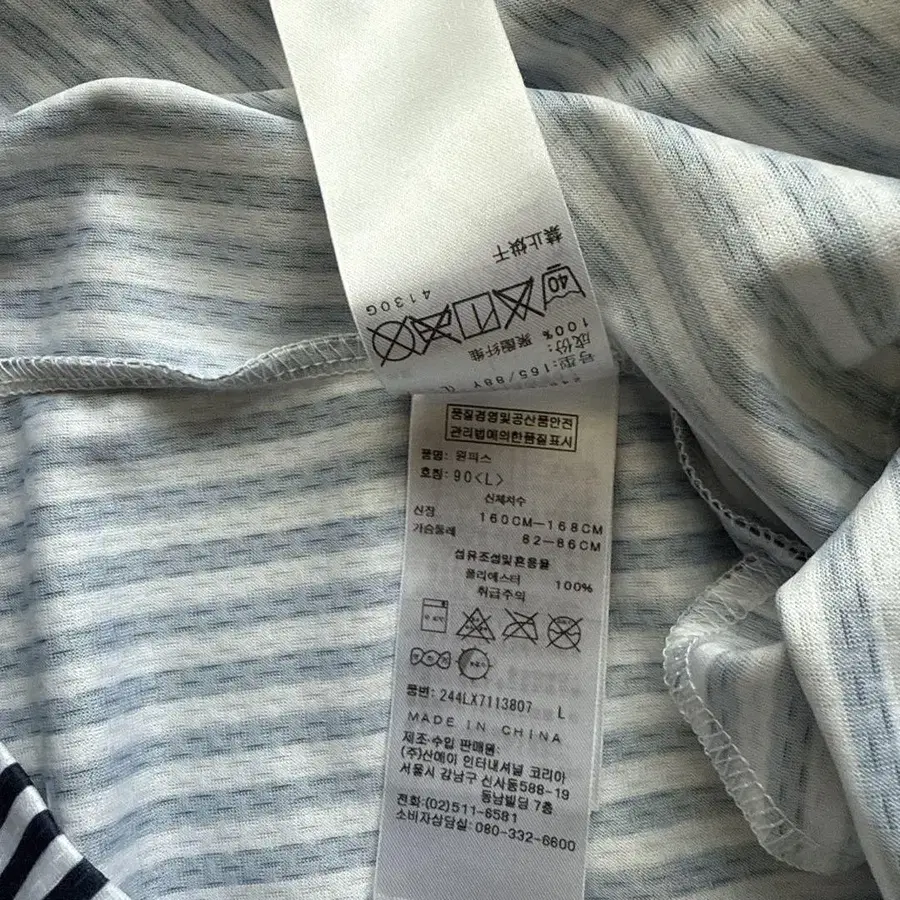 禁止烘干
4130G
40
聚酯纤维
100%
成份:
号型:165/88Y (L
품질경영및공산품안전
관리법에의한품질표시
품명: 원피스
호칭: 90<L>
신체치수
신장 160CM-168CM
가슴둘레 82-86CM
섬유조성및혼용율
폴리에스터 100%
취급주의
품번: 244LX7113807 L
MADE IN CHINA
제조·수입 판매원:
(주)산에이 인터내셔널 코리아
서울시 강남구 신사동588-19
동남빌딩 7층
전화:(02)511-6581
소비자상담실: 080-332-6600